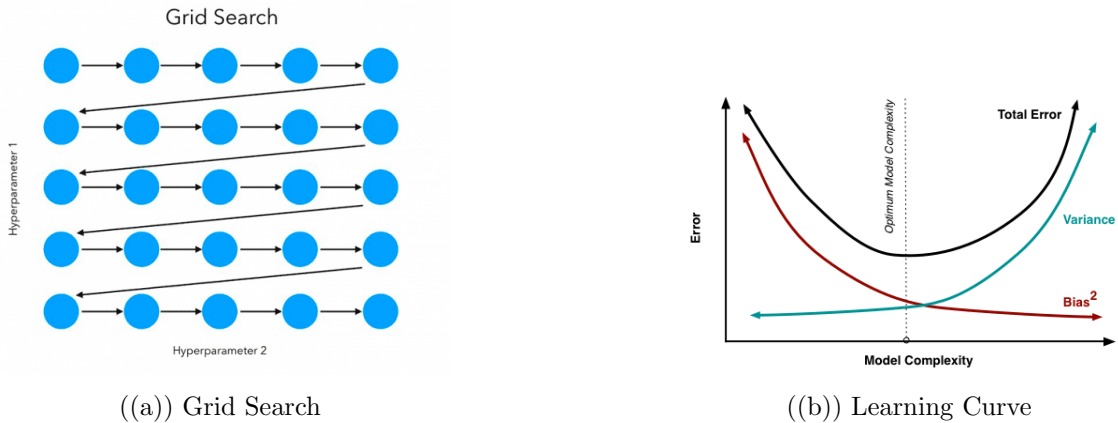 Grid Search
Hyperparameter 1
Hyperparameter 2
((a)) Grid Search
Total Error
Optimum Model Complexity
Variance
Error
Bias²
Model Complexity
((b)) Learning Curve